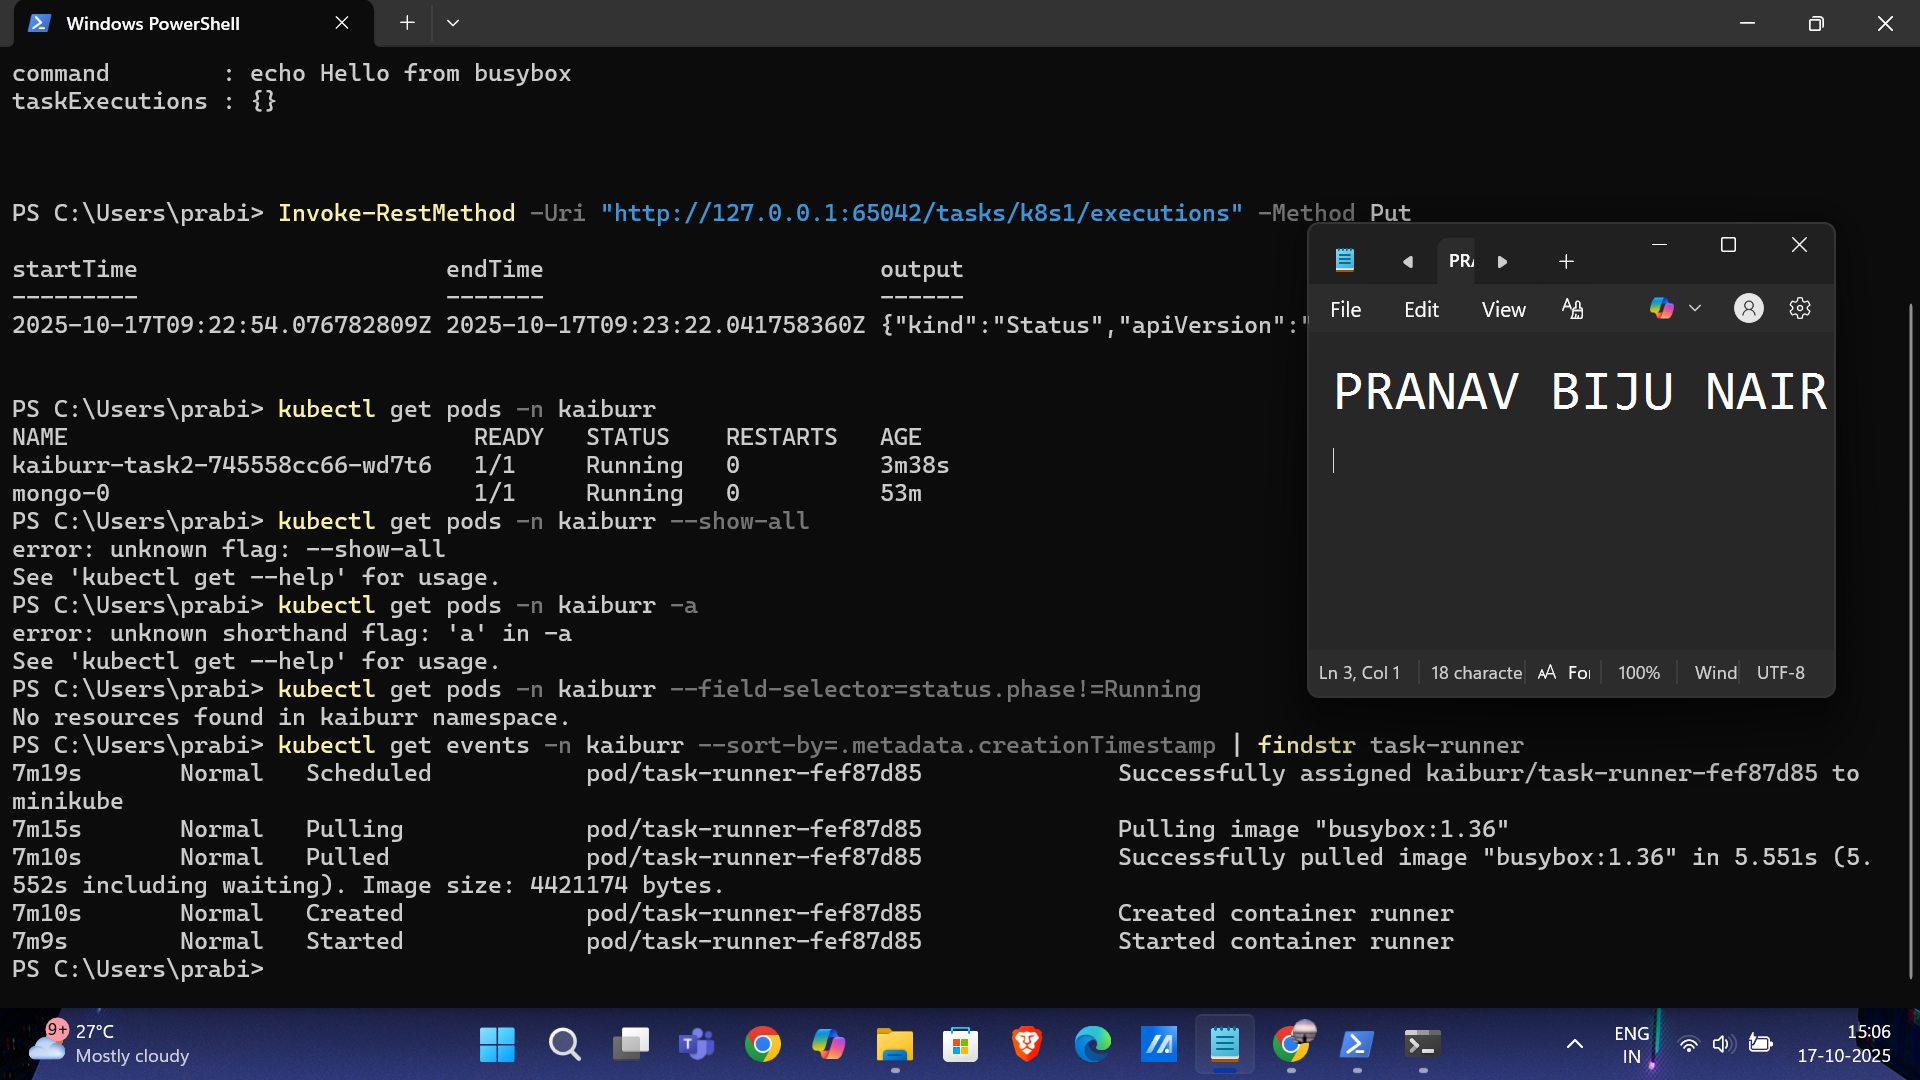 Windows PowerShell
command        : echo Hello from busybox
taskExecutions : {}
PS C:\Users\prabi> Invoke-RestMethod -Uri "http://127.0.0.1:65042/tasks/k8s1/executions" -Method Put
startTime                      endTime                        output
---------                      -------                        ------
2025-10-17T09:22:54.076782809Z 2025-10-17T09:23:22.041758360Z {"kind":"Status","apiVersion":"
PS C:\Users\prabi> kubectl get pods -n kaiburr
NAME                             READY   STATUS    RESTARTS   AGE
kaiburr-task2-745558cc66-wd7t6   1/1     Running   0          3m38s
mongo-0                          1/1     Running   0          53m
PS C:\Users\prabi> kubectl get pods -n kaiburr --show-all
error: unknown flag: --show-all
See 'kubectl get --help' for usage.
PS C:\Users\prabi> kubectl get pods -n kaiburr -a
error: unknown shorthand flag: 'a' in -a
See 'kubectl get --help' for usage.
PS C:\Users\prabi> kubectl get pods -n kaiburr --field-selector=status.phase!=Running
No resources found in kaiburr namespace.
PS C:\Users\prabi> kubectl get events -n kaiburr --sort-by=.metadata.creationTimestamp | findstr task-runner
7m19s       Normal   Scheduled           pod/task-runner-fef87d85              Successfully assigned kaiburr/task-runner-fef87d85 to
minikube
7m15s       Normal   Pulling             pod/task-runner-fef87d85              Pulling image "busybox:1.36"
7m10s       Normal   Pulled              pod/task-runner-fef87d85              Successfully pulled image "busybox:1.36" in 5.551s (5.
552s including waiting). Image size: 4421174 bytes.
7m10s       Normal   Created             pod/task-runner-fef87d85              Created container runner
7m9s        Normal   Started             pod/task-runner-fef87d85              Started container runner
PS C:\Users\prabi>
PRA
File Edit View
PRANAV BIJU NAIR
Ln 3, Col 1 18 characte For 100% Wind UTF-8
9+ 27°C
Mostly cloudy
ENG
IN
15:06
17-10-2025